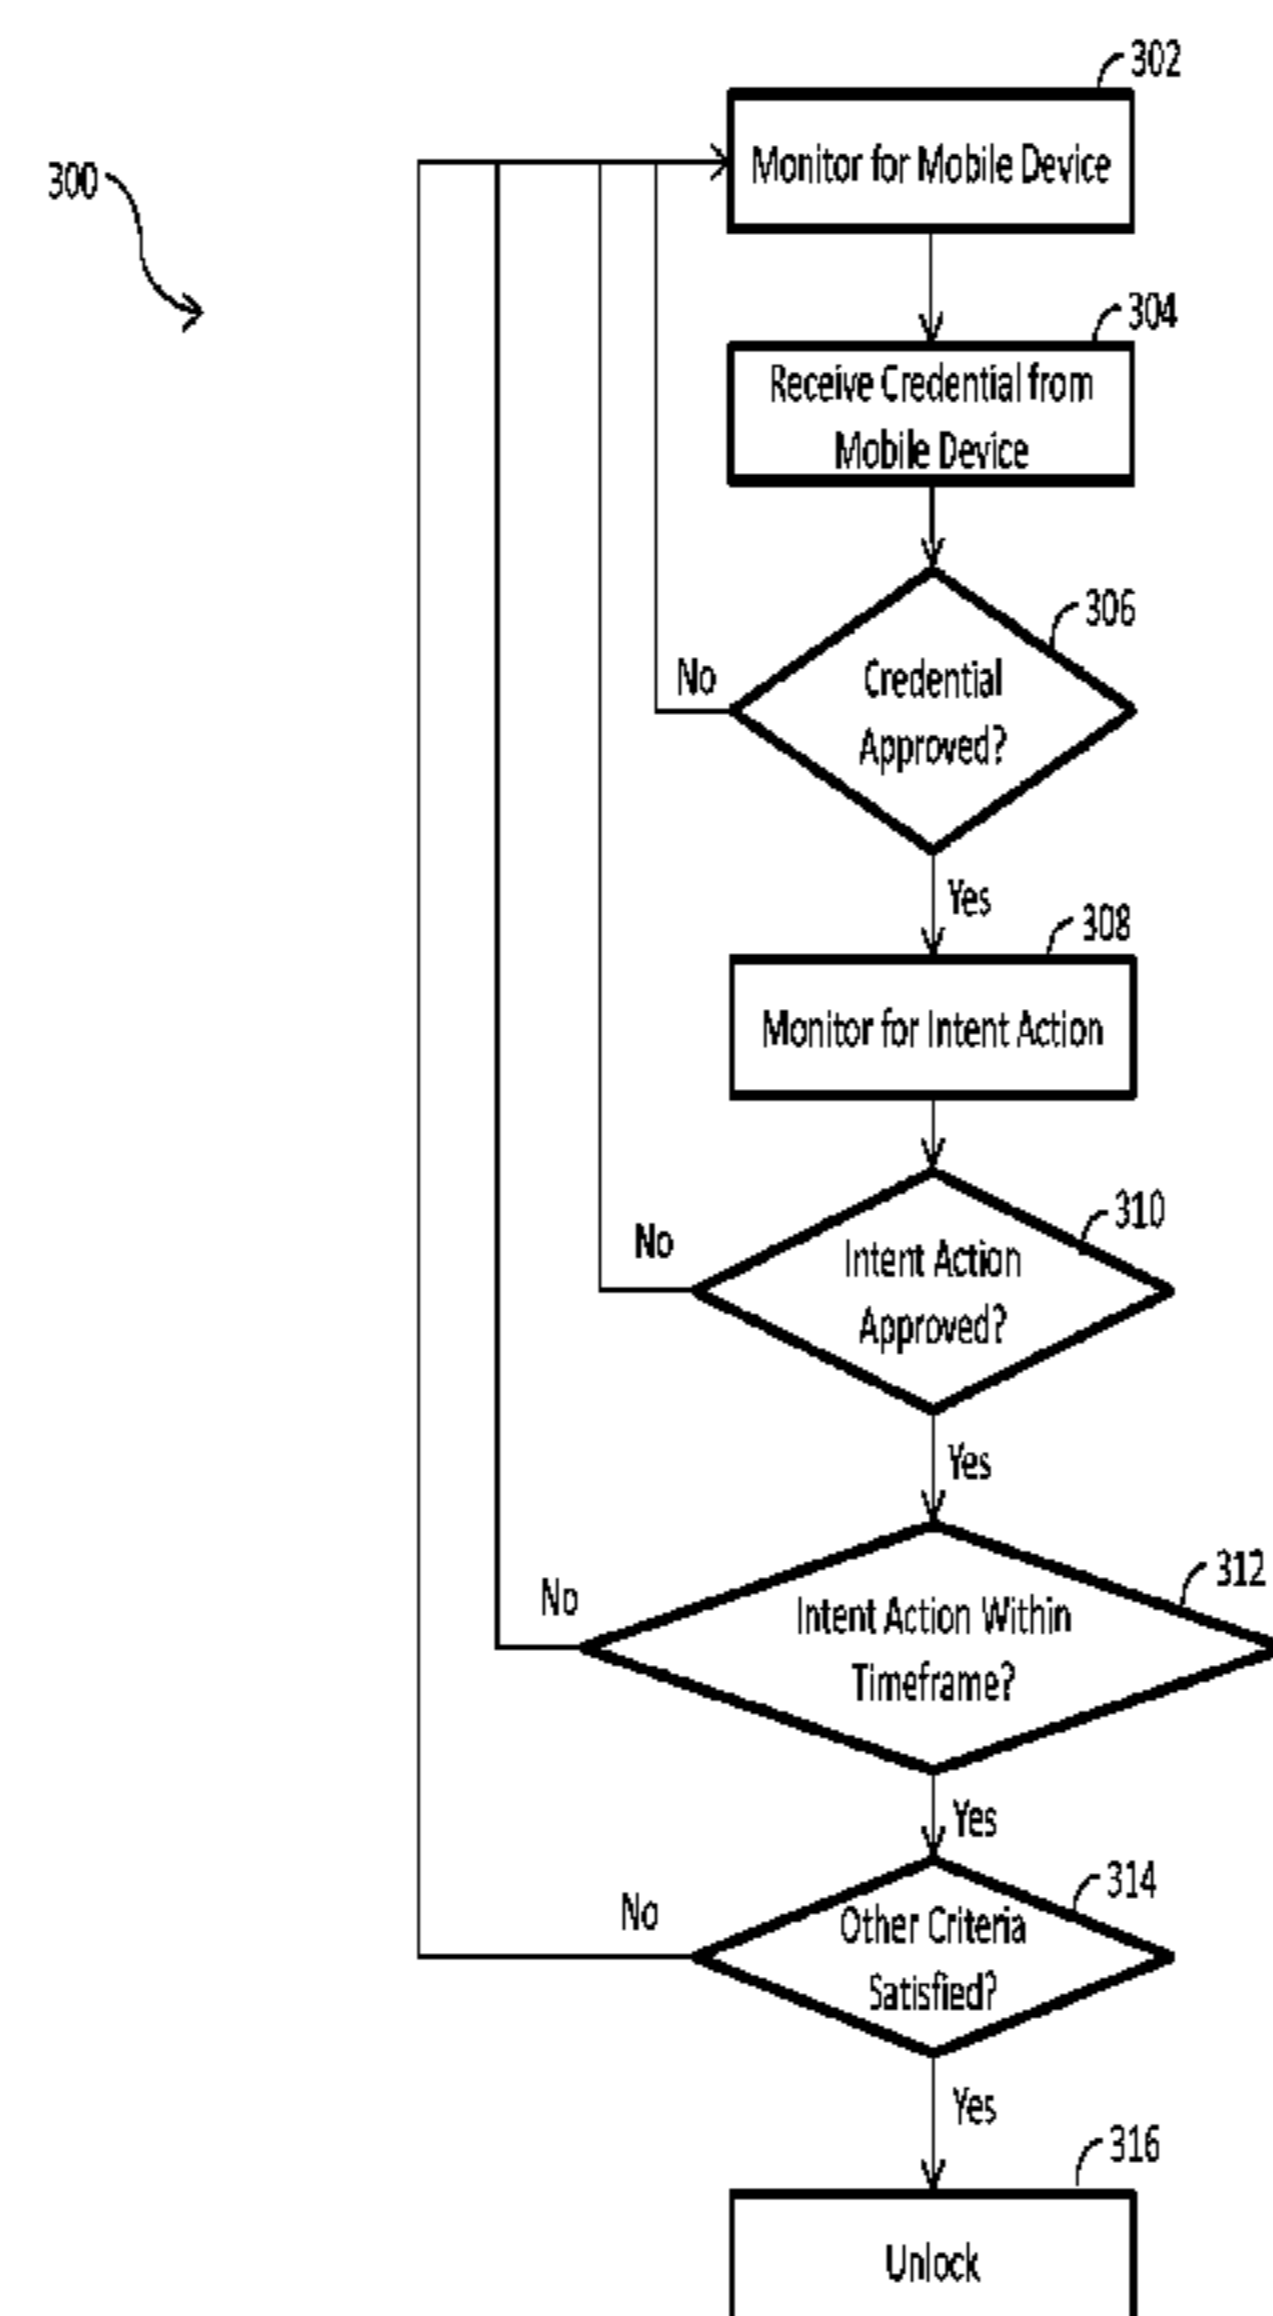 302
300
Monitor for Mobile Device
304
Receive Credential from
Mobile Device
306
No
Credential
Approved?
Yes
308
Monitor for Intent Action
310
No
Intent Action
Approved?
Yes
312
No
Intent Action Within
Timeframe?
Yes
314
No
Other Criteria
Satisfied?
Yes
316
Unlock